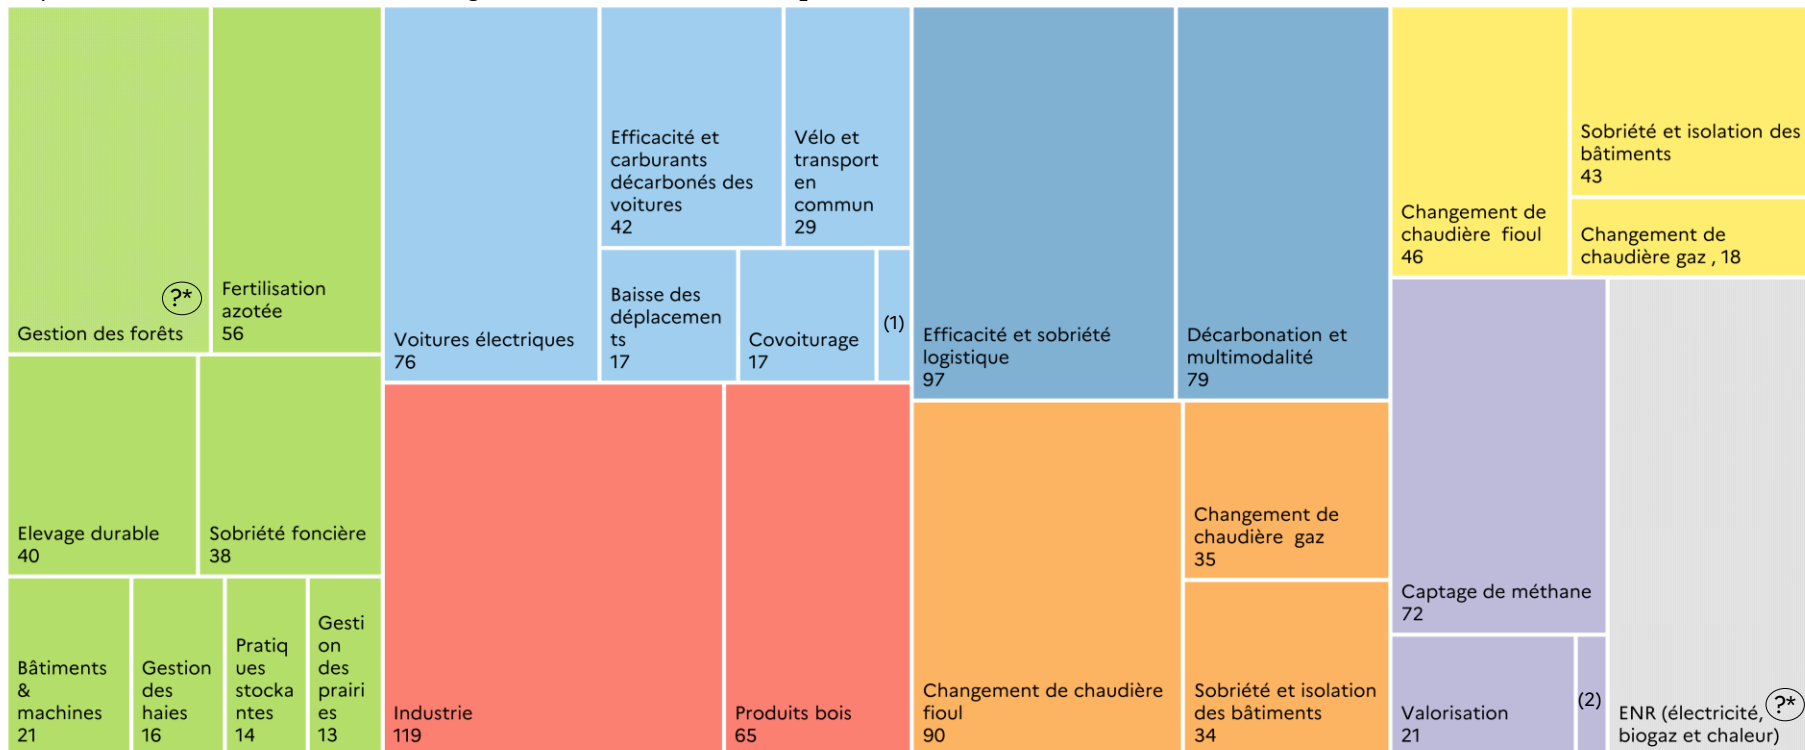 ?*
Gestion des forêts
Fertilisation
azotée
56
Elevage durable
40
Sobriété foncière
38
Bâtiments
&
machines
21
Gestion
des
haies
16
Pratiq
ues
stocka
ntes
14
Gesti
on
des
prairi
es
13
Voitures électriques
76
Efficacité et
carburants
décarbonés des
voitures
42
Vélo et
transport
en
commun
29
Baisse des
déplacemen
ts
17
Covoiturage
17
(1)
Industrie
119
Produits bois
65
Efficacité et sobriété
logistique
97
Décarbonation et
multimodalité
79
Changement de chaudière
fioul
90
Changement de
chaudière gaz
35
Sobriété et isolation
des bâtiments
34
Changement de
chaudière fioul
46
Sobriété et isolation des
bâtiments
43
Changement de
chaudière gaz , 18
Captage de méthane
72
Valorisation
21
(2)
ENR (électricité, ?*
biogaz et chaleur)